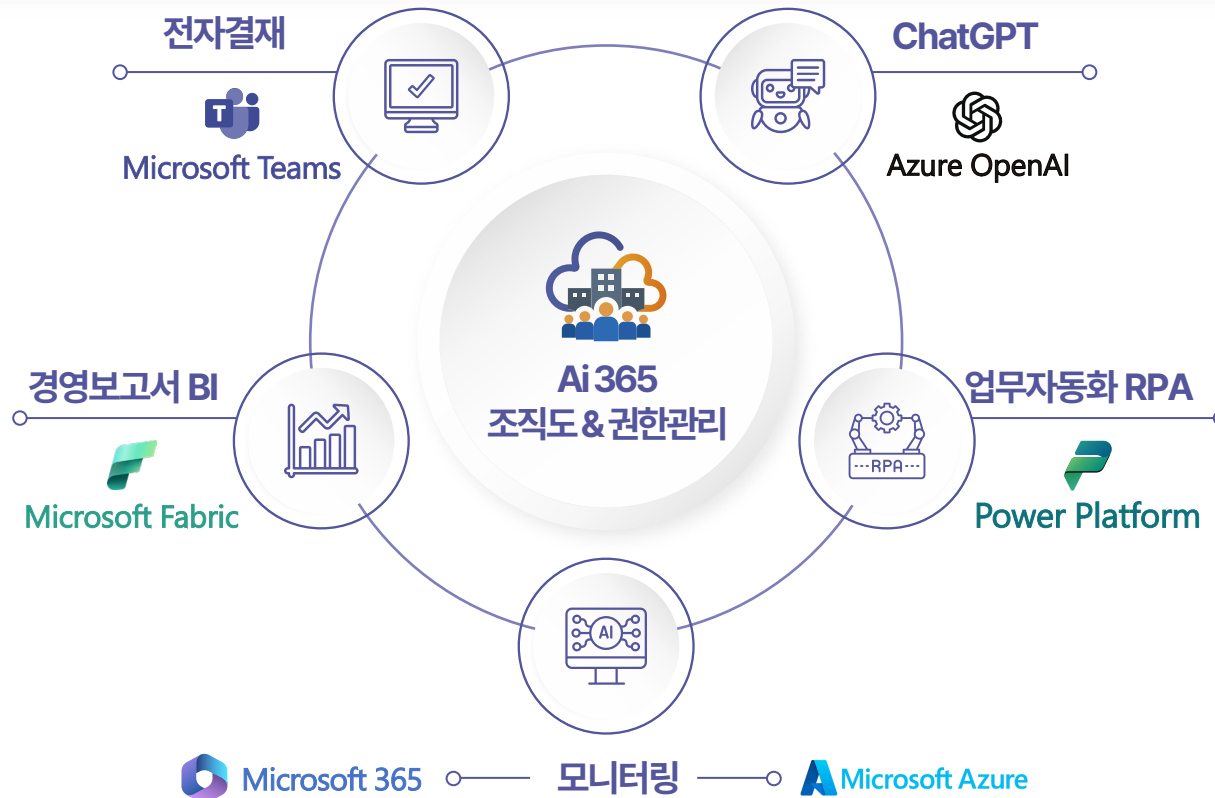 전자결재
ChatGPT
T
Microsoft Teams
Azure OpenAI
Ai 365
조직도 & 권한관리
경영보고서 BI
업무자동화 RPA
Microsoft Fabric
RPA
Power Platform
AI
Microsoft 365
모니터링
Microsoft Azure